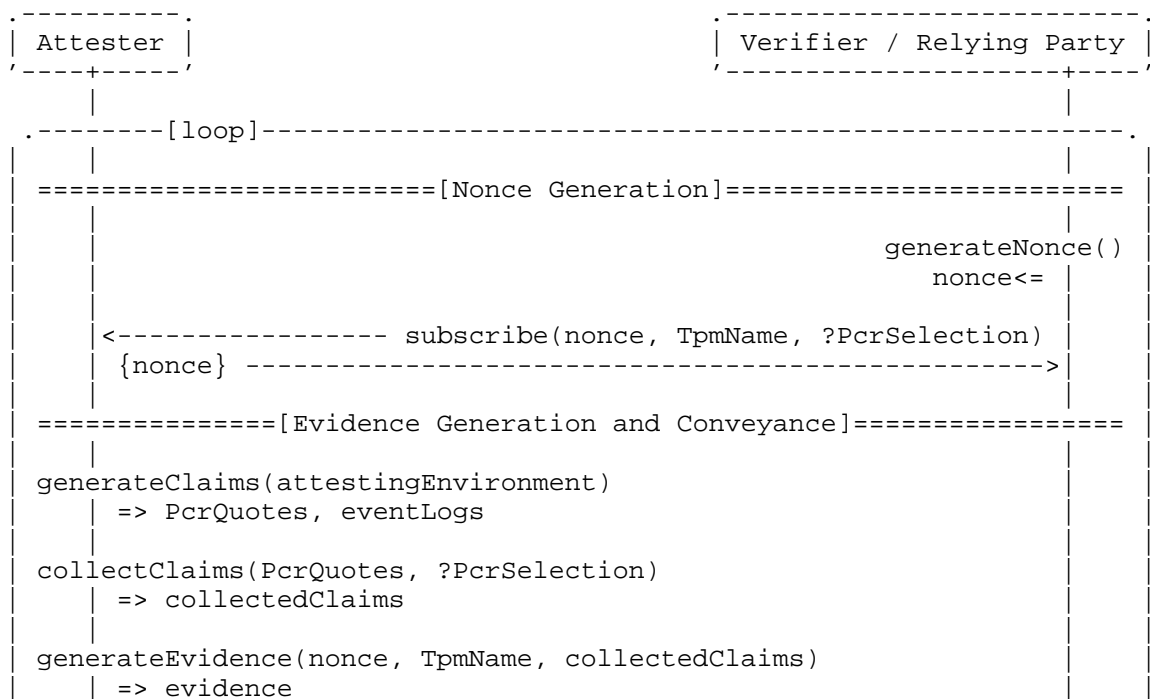 Attester Verifier / Relying Party
[loop]
[Nonce Generation]
generateNonce()
nonce<=
subscribe(nonce, TpmName, ?PcrSelection)
{nonce}
[Evidence Generation and Conveyance]
generateClaims(attestingEnvironment)
=> PcrQuotes, eventLogs
collectClaims(PcrQuotes, ?PcrSelection)
=> collectedClaims
generateEvidence(nonce, TpmName, collectedClaims)
=> evidence